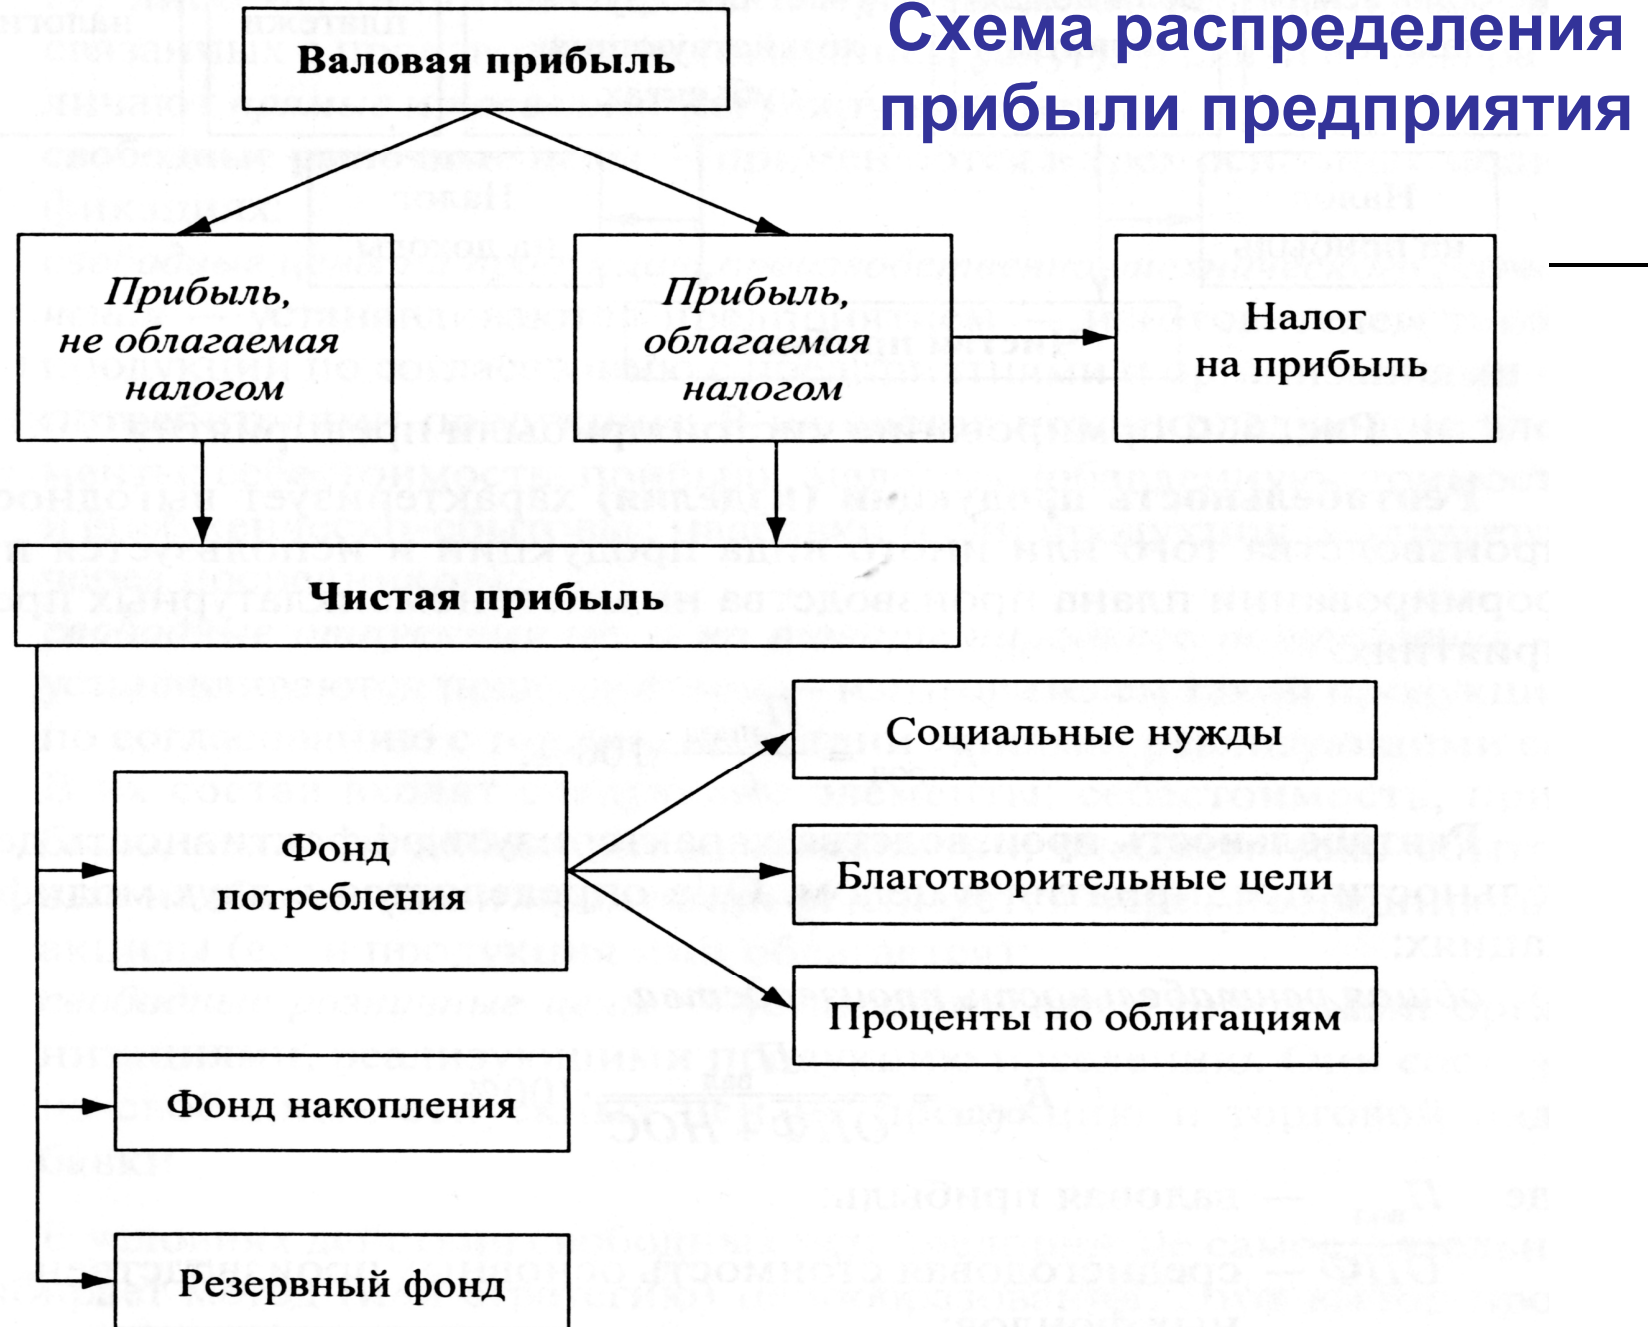 Схема распределения
прибыли предприятия
Валовая прибыль
Прибыль,
не облагаемая
налогом
Прибыль,
облагаемая
налогом
Налог
на прибыль
Чистая прибыль
Социальные нужды
Фонд
потребления
Благотворительные цели
Проценты по облигациям
Фонд накопления
Резервный фонд